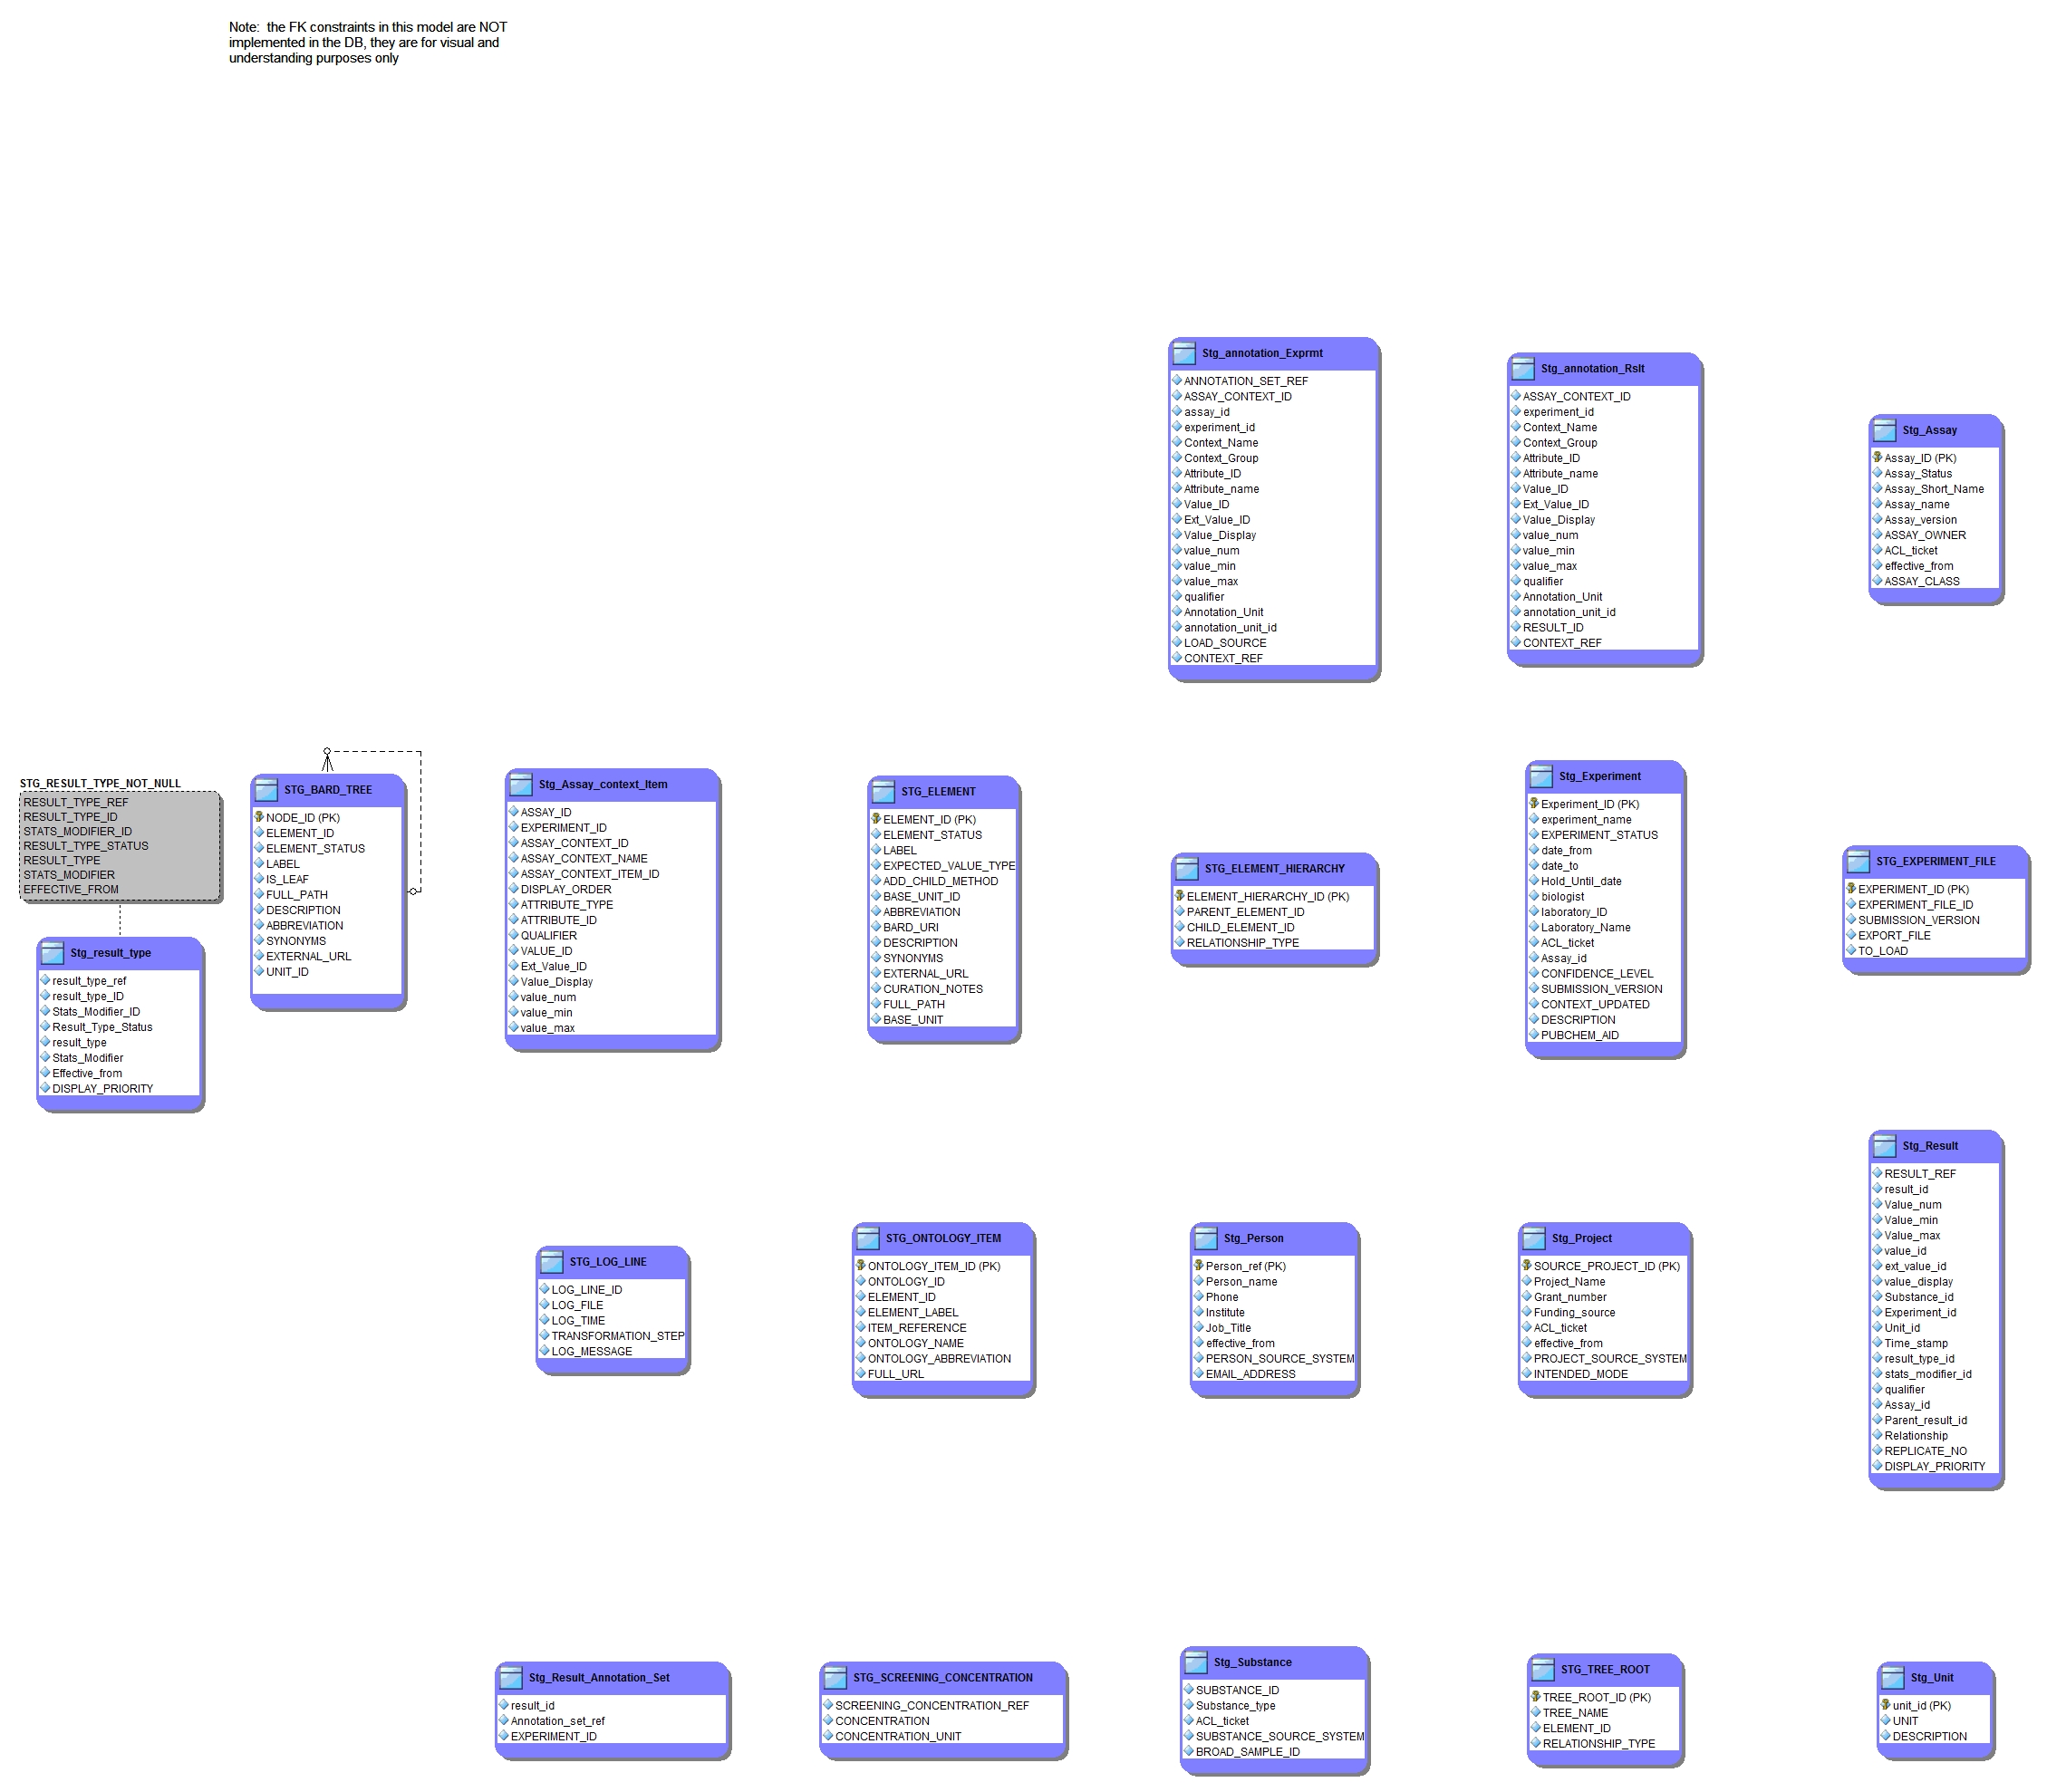 Note:  the FK constraints in this model are NOT
implemented in the DB, they are for visual and
understanding purposes only
Stg_annotation_Exprmt
ANNOTATION_SET_REF
ASSAY_CONTEXT_ID
assay_id
experiment_id
Context_Name
Context_Group
Attribute_ID
Attribute_name
Value_ID
Ext_Value_ID
Value_Display
value_num
value_min
value_max
qualifier
Annotation_Unit
annotation_unit_id
LOAD_SOURCE
CONTEXT_REF
Stg_annotation_Rslt
ASSAY_CONTEXT_ID
experiment_id
Context_Name
Context_Group
Attribute_ID
Attribute_name
Value_ID
Ext_Value_ID
Value_Display
value_num
value_min
value_max
qualifier
Annotation_Unit
annotation_unit_id
RESULT_ID
CONTEXT_REF
Stg_Assay
Assay_ID (PK)
Assay_Status
Assay_Short_Name
Assay_name
Assay_version
ASSAY_OWNER
ACL_ticket
effective_from
ASSAY_CLASS
STG_RESULT_TYPE_NOT_NULL
RESULT_TYPE_REF
RESULT_TYPE_ID
STATS_MODIFIER_ID
RESULT_TYPE_STATUS
RESULT_TYPE
STATS_MODIFIER
EFFECTIVE_FROM
Stg_result_type
result_type_ref
result_type_ID
Stats_Modifier_ID
Result_Type_Status
result_type
Stats_Modifier
Effective_from
DISPLAY_PRIORITY
STG_BARD_TREE
NODE_ID (PK)
ELEMENT_ID
ELEMENT_STATUS
LABEL
IS_LEAF
FULL_PATH
DESCRIPTION
ABBREVIATION
SYNONYMS
EXTERNAL_URL
UNIT_ID
Stg_Assay_context_Item
ASSAY_ID
EXPERIMENT_ID
ASSAY_CONTEXT_ID
ASSAY_CONTEXT_NAME
ASSAY_CONTEXT_ITEM_ID
DISPLAY_ORDER
ATTRIBUTE_TYPE
ATTRIBUTE_ID
QUALIFIER
VALUE_ID
Ext_Value_ID
Value_Display
value_num
value_min
value_max
STG_ELEMENT
ELEMENT_ID (PK)
ELEMENT_STATUS
LABEL
EXPECTED_VALUE_TYPE
ADD_CHILD_METHOD
BASE_UNIT_ID
ABBREVIATION
BARD_URI
DESCRIPTION
SYNONYMS
EXTERNAL_URL
CURATION_NOTES
FULL_PATH
BASE_UNIT
STG_ELEMENT_HIERARCHY
ELEMENT_HIERARCHY_ID (PK)
PARENT_ELEMENT_ID
CHILD_ELEMENT_ID
RELATIONSHIP_TYPE
Stg_Experiment
Experiment_ID (PK)
experiment_name
EXPERIMENT_STATUS
date_from
date_to
Hold_Until_date
biologist
laboratory_ID
Laboratory_Name
ACL_ticket
Assay_id
CONFIDENCE_LEVEL
SUBMISSION_VERSION
CONTEXT_UPDATED
DESCRIPTION
PUBCHEM_AID
STG_EXPERIMENT_FILE
EXPERIMENT_ID (PK)
EXPERIMENT_FILE_ID
SUBMISSION_VERSION
EXPORT_FILE
TO_LOAD
STG_LOG_LINE
LOG_LINE_ID
LOG_FILE
LOG_TIME
TRANSFORMATION_STEP
LOG_MESSAGE
STG_ONTOLOGY_ITEM
ONTOLOGY_ITEM_ID (PK)
ONTOLOGY_ID
ELEMENT_ID
ELEMENT_LABEL
ITEM_REFERENCE
ONTOLOGY_NAME
ONTOLOGY_ABBREVIATION
FULL_URL
Stg_Person
Person_ref (PK)
Person_name
Phone
Institute
Job_Title
effective_from
PERSON_SOURCE_SYSTEM
EMAIL_ADDRESS
Stg_Project
SOURCE_PROJECT_ID (PK)
Project_Name
Grant_number
Funding_source
ACL_ticket
effective_from
PROJECT_SOURCE_SYSTEM
INTENDED_MODE
Stg_Result
RESULT_REF
result_id
Value_num
Value_min
Value_max
value_id
ext_value_id
value_display
Substance_id
Experiment_id
Unit_id
Time_stamp
result_type_id
stats_modifier_id
qualifier
Assay_id
Parent_result_id
Relationship
REPLICATE_NO
DISPLAY_PRIORITY
Stg_Result_Annotation_Set
result_id
Annotation_set_ref
EXPERIMENT_ID
STG_SCREENING_CONCENTRATION
SCREENING_CONCENTRATION_REF
CONCENTRATION
CONCENTRATION_UNIT
Stg_Substance
SUBSTANCE_ID
Substance_type
ACL_ticket
SUBSTANCE_SOURCE_SYSTEM
BROAD_SAMPLE_ID
STG_TREE_ROOT
TREE_ROOT_ID (PK)
TREE_NAME
ELEMENT_ID
RELATIONSHIP_TYPE
Stg_Unit
unit_id (PK)
UNIT
DESCRIPTION